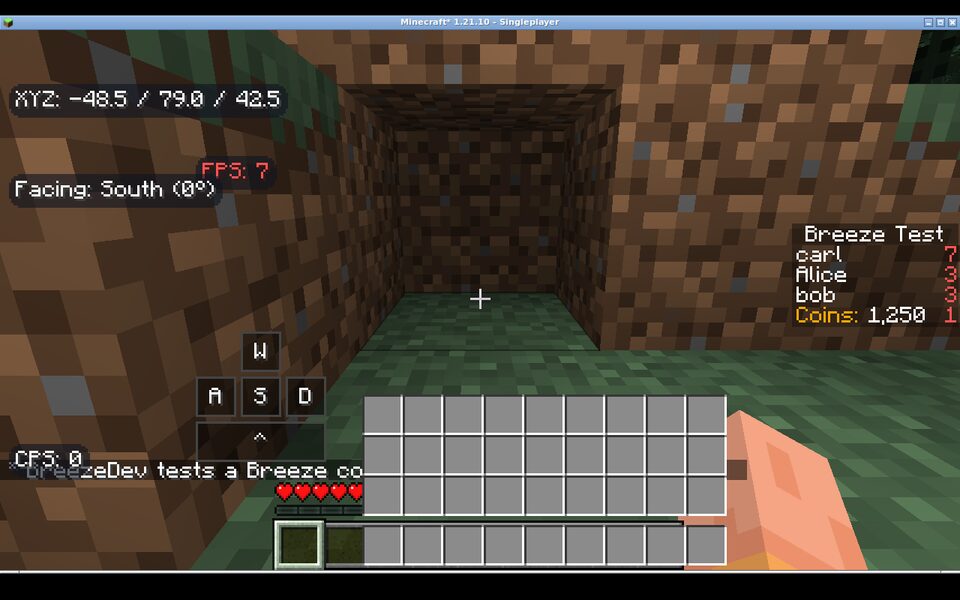 Minecraft* 1.21.10 - Singleplayer
XYZ: -48.5 / 79.0 / 42.5
FPS: 7
Facing: South (0°)
Breeze Test
carl 7
Alice 3
bob 3
Coins: 1,250 1
W
A S D
^
CPS: 0
BreezeDev tests a Breeze co